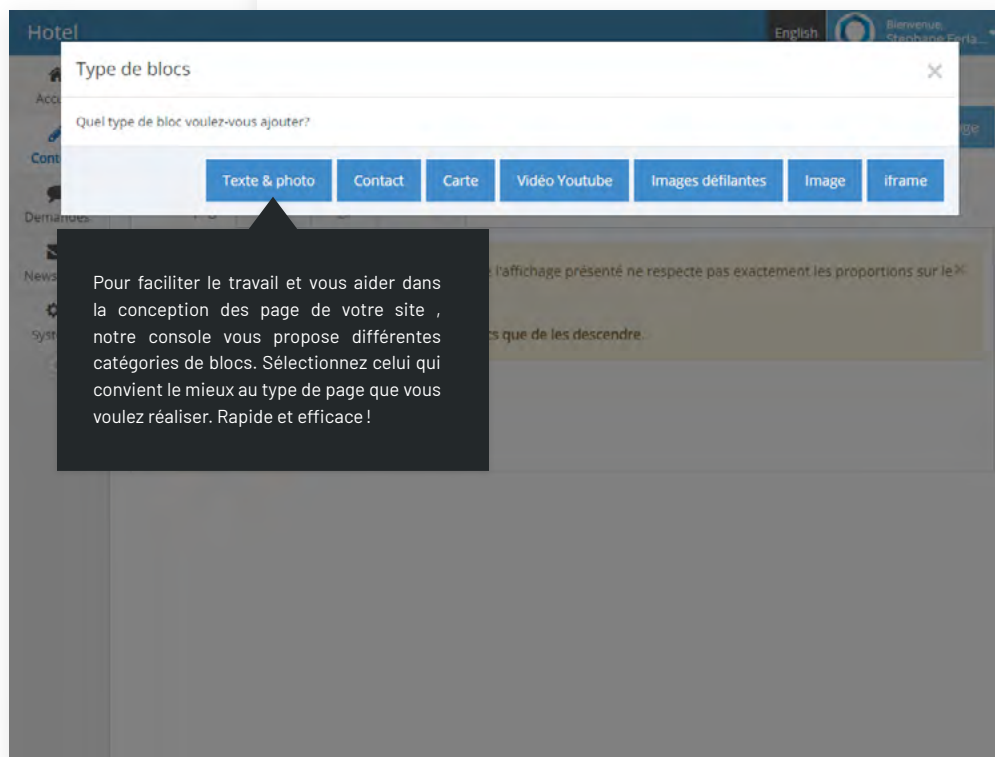 Hotel
English
Bienvenue,
Stephane Ferla...
Type de blocs
×
Quel type de bloc voulez-vous ajouter?
Texte & photo
Contact
Carte
Vidéo Youtube
Images défilantes
Image
iframe
Demandes
l'affichage présenté ne respecte pas exactement les proportions sur le
que de les descendre.
Pour faciliter le travail et vous aider dans
la conception des page de votre site ,
notre console vous propose différentes
catégories de blocs. Sélectionnez celui qui
convient le mieux au type de page que vous
voulez réaliser. Rapide et efficace !